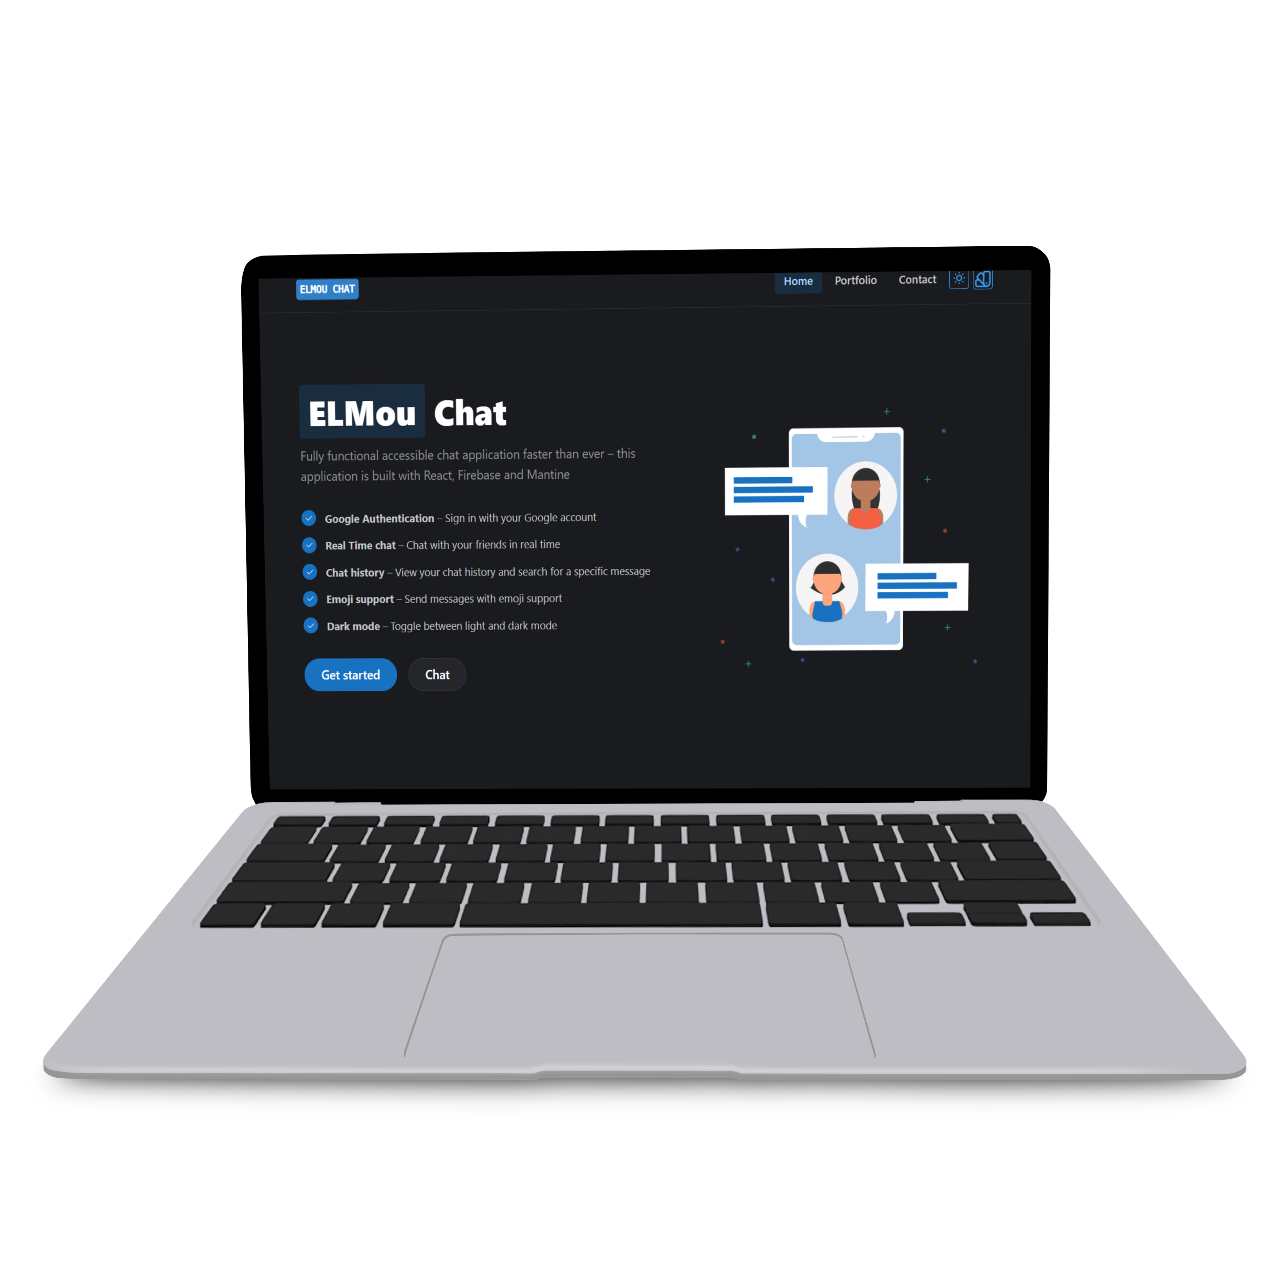 ELMOU CHAT
Home Portfolio Contact
ELMou Chat
Fully functional accessible chat application faster than ever – this
application is built with React, Firebase and Mantine
Google Authentication – Sign in with your Google account
Real Time chat – Chat with your friends in real time
Chat history – View your chat history and search for a specific message
Emoji support – Send messages with emoji support
Dark mode – Toggle between light and dark mode
Get started Chat